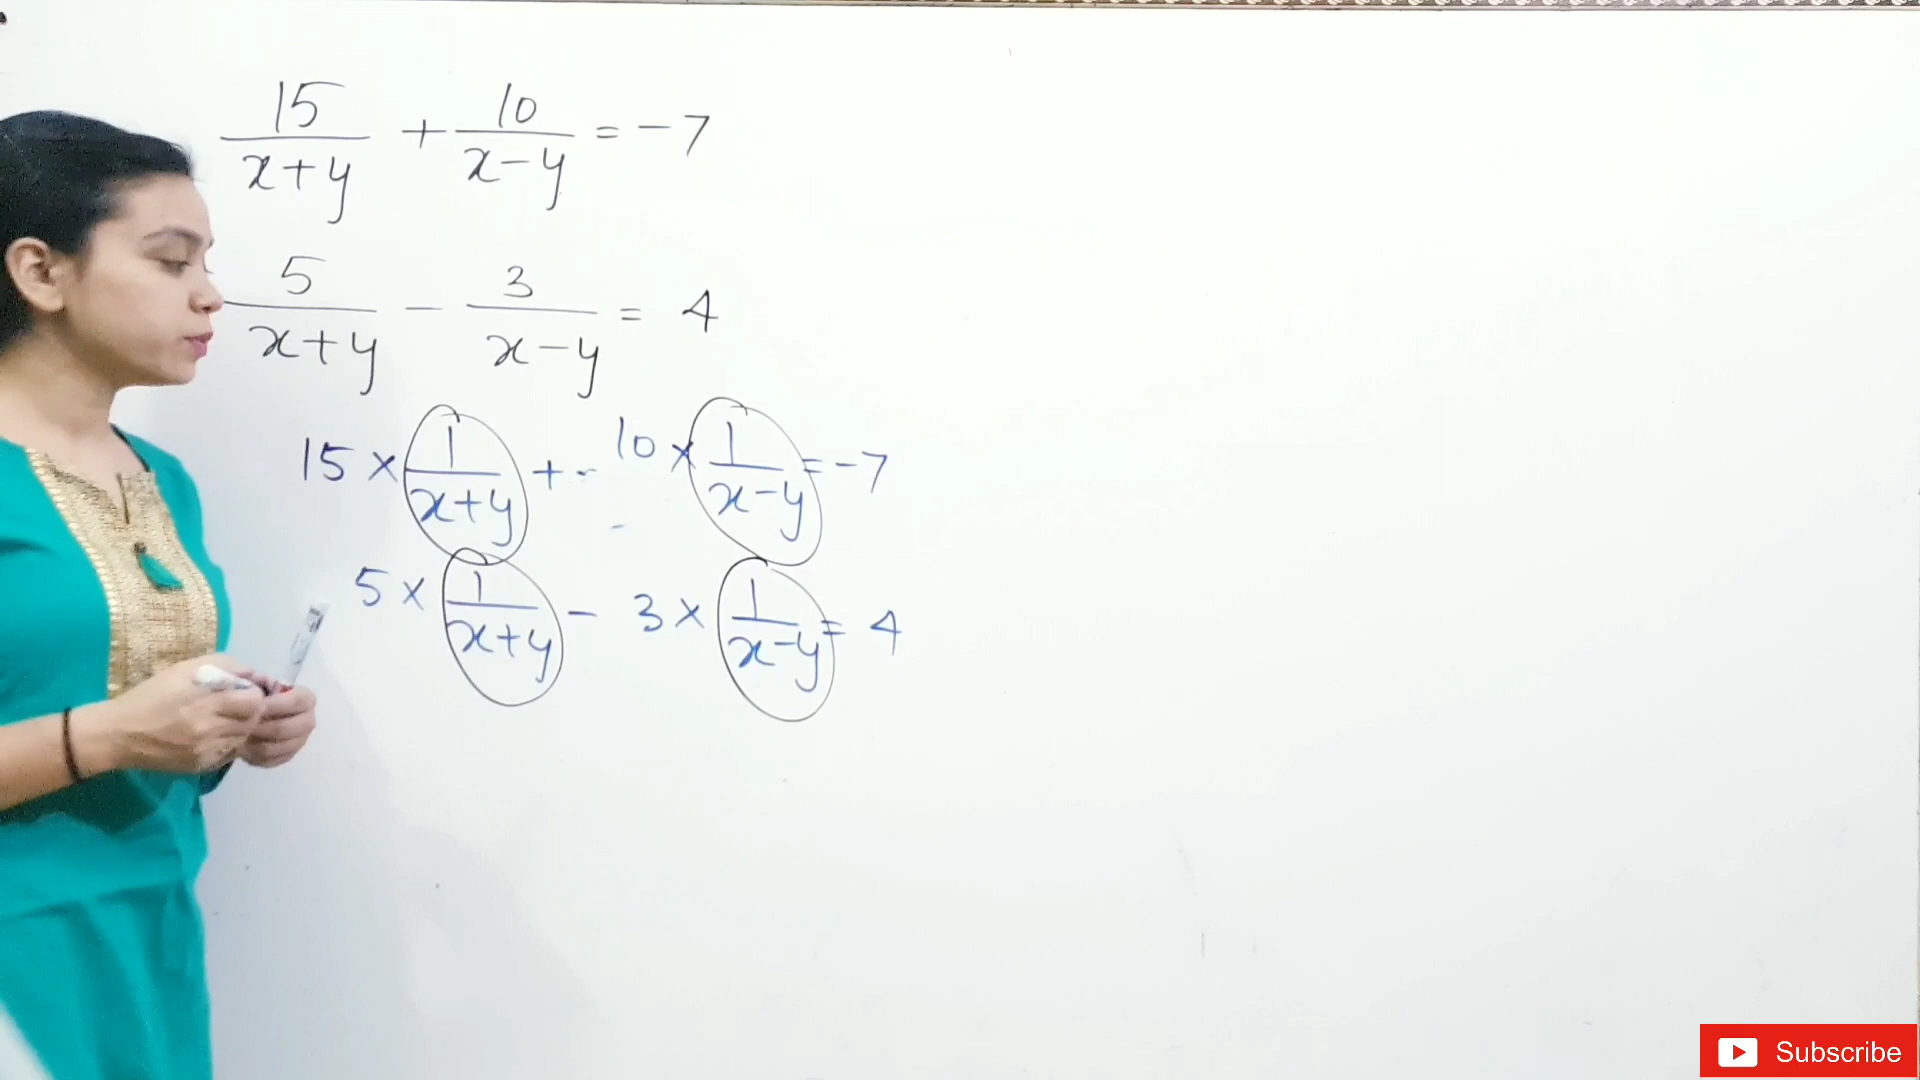 15/(x+y) + 10/(x-y) = -7
5/(x+y) - 3/(x-y) = 4
15 × 1/(x+y) + 10 × 1/(x-y) = -7
5 × 1/(x+y) - 3 × 1/(x-y) = 4
Subscribe